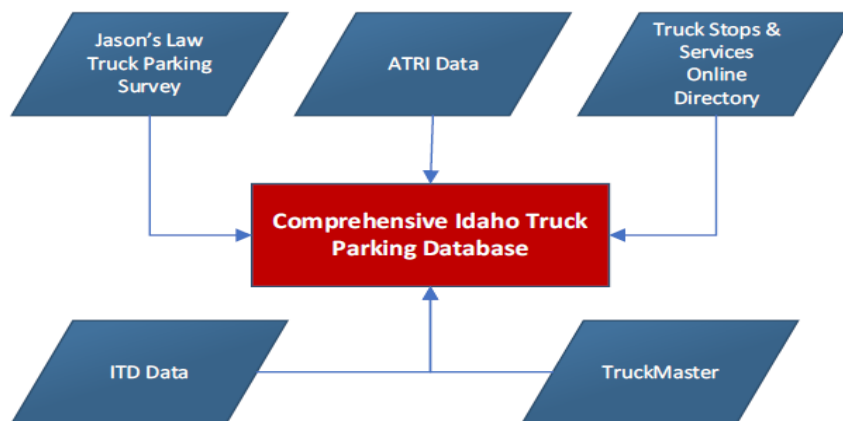 Jason’s Law
Truck Parking
Survey
ATRI Data
Truck Stops &
Services
Online
Directory
Comprehensive Idaho Truck
Parking Database
ITD Data
TruckMaster